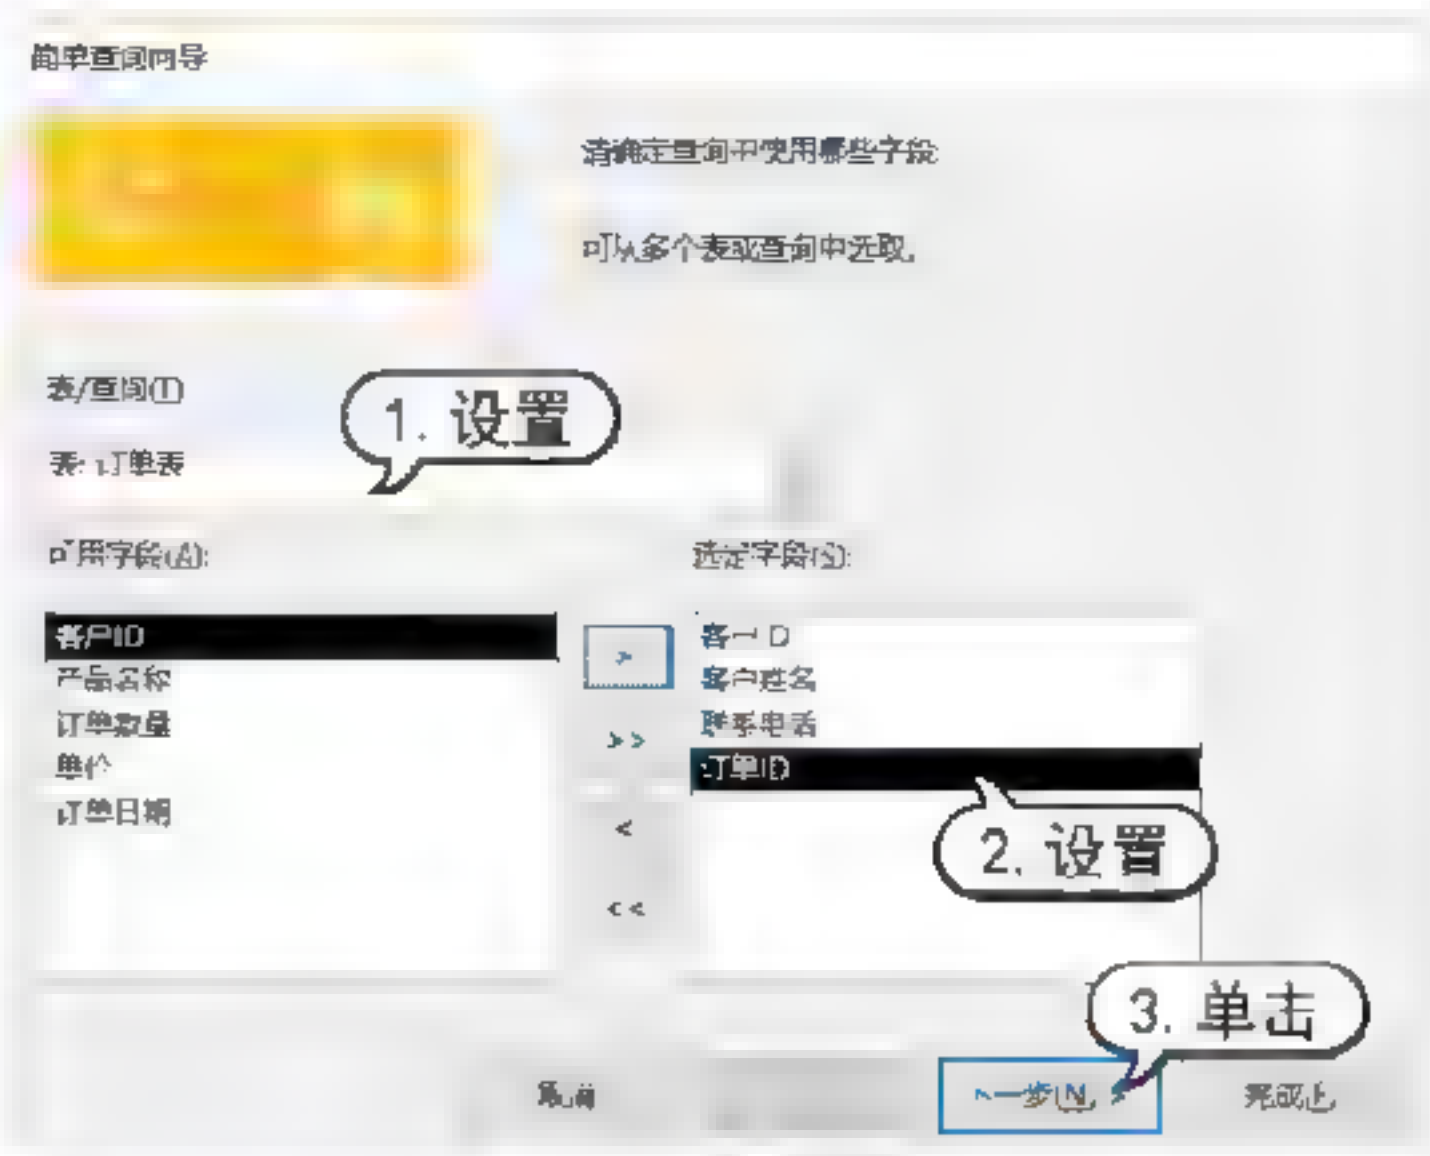 简单查询向导
请确定查询中使用哪些字段:
可从多个表或查询中选取。
表/查询(T)
1. 设置
表: 订单表
可用字段(A):
选定字段(S):
客户ID
产品名称
订单数量
单价
订单日期
>
>>
<
<<
客户ID
客户姓名
联系电话
订单ID
2. 设置
3. 单击
取消
下一步(N) >
完成(F)